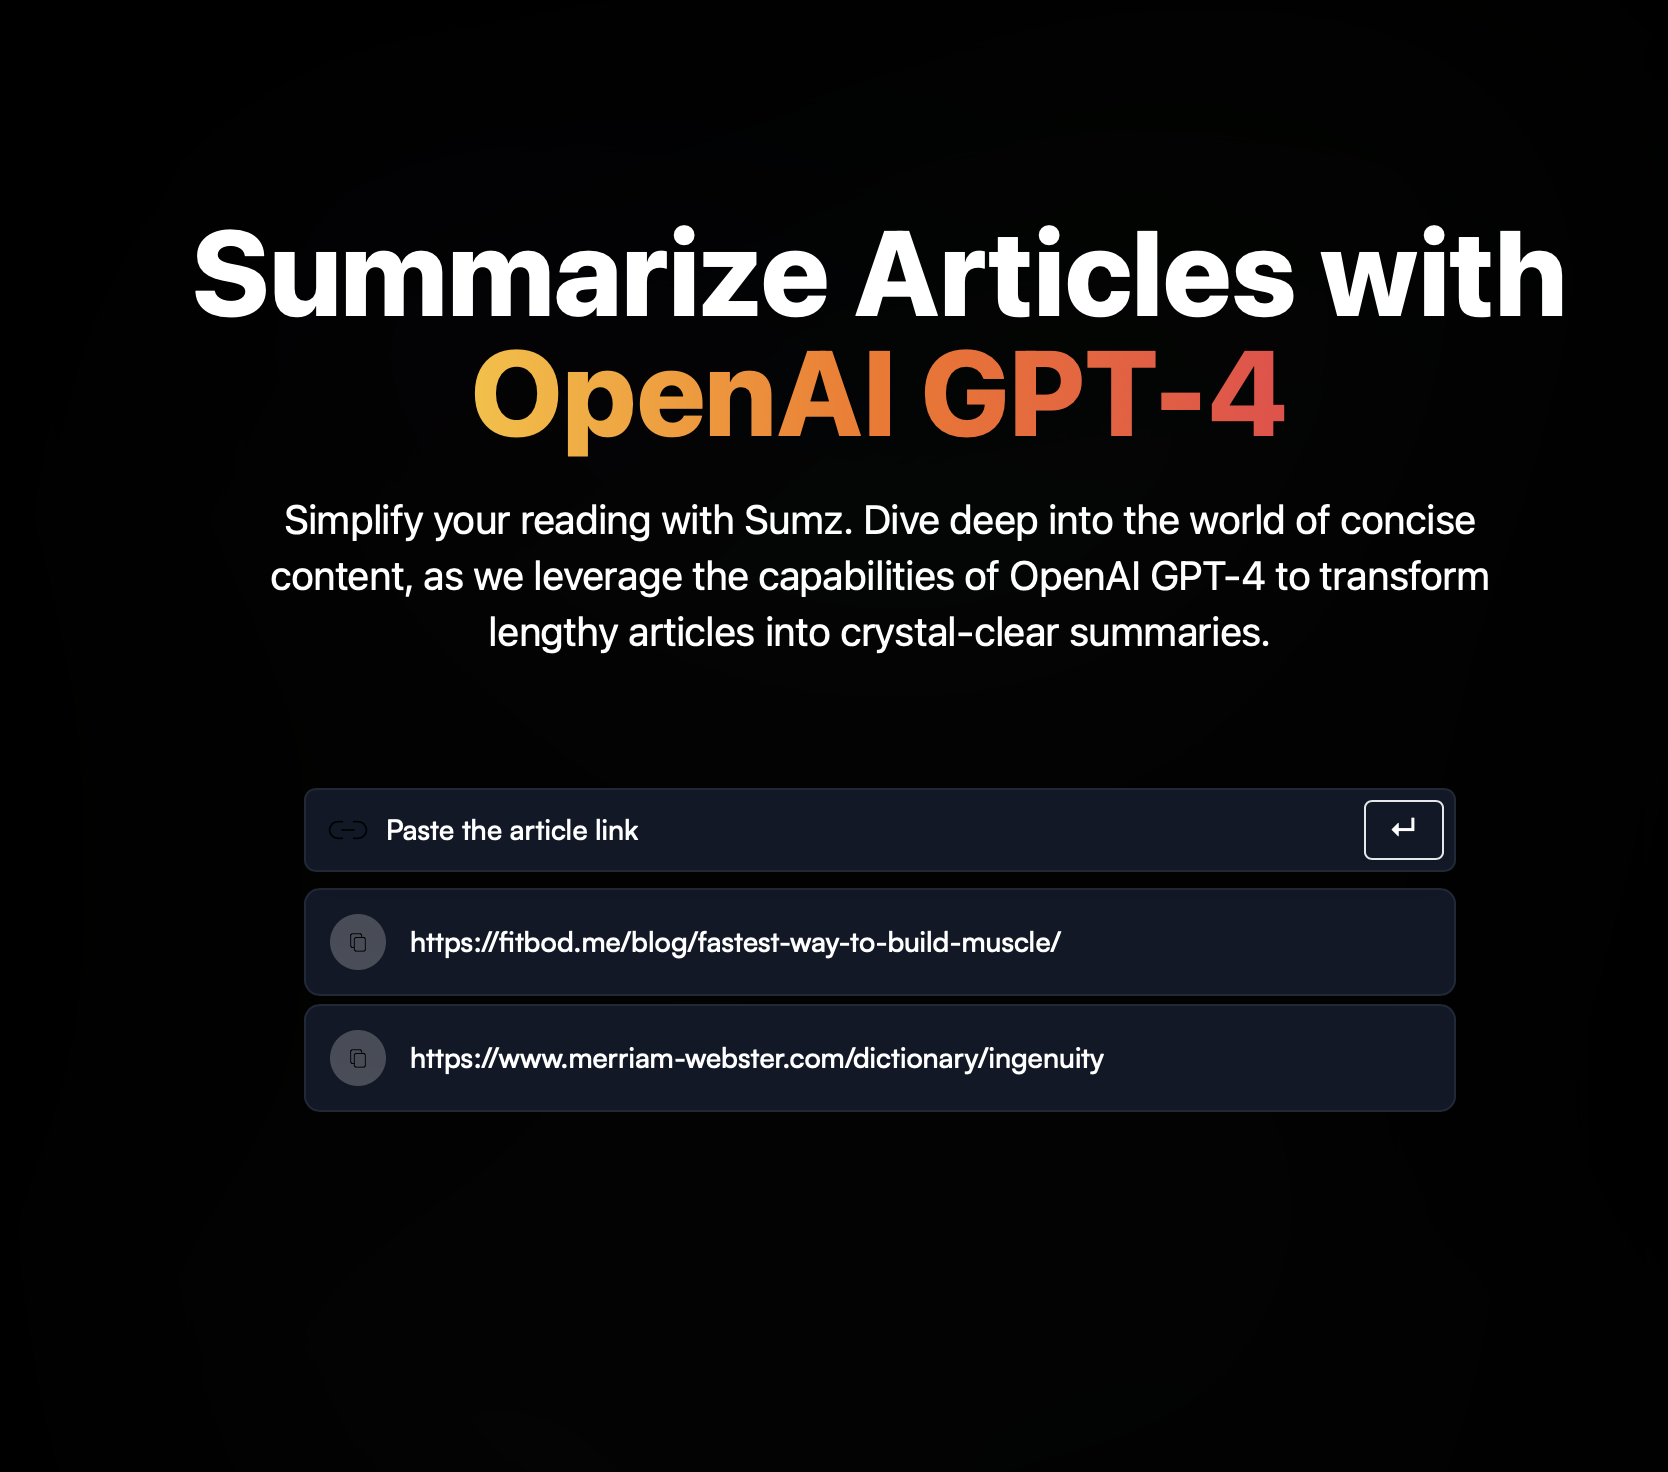 Summarize Articles with
OpenAI GPT-4
Simplify your reading with Sumz. Dive deep into the world of concise
content, as we leverage the capabilities of OpenAI GPT-4 to transform
lengthy articles into crystal-clear summaries.
Paste the article link
https://fitbod.me/blog/fastest-way-to-build-muscle/
https://www.merriam-webster.com/dictionary/ingenuity